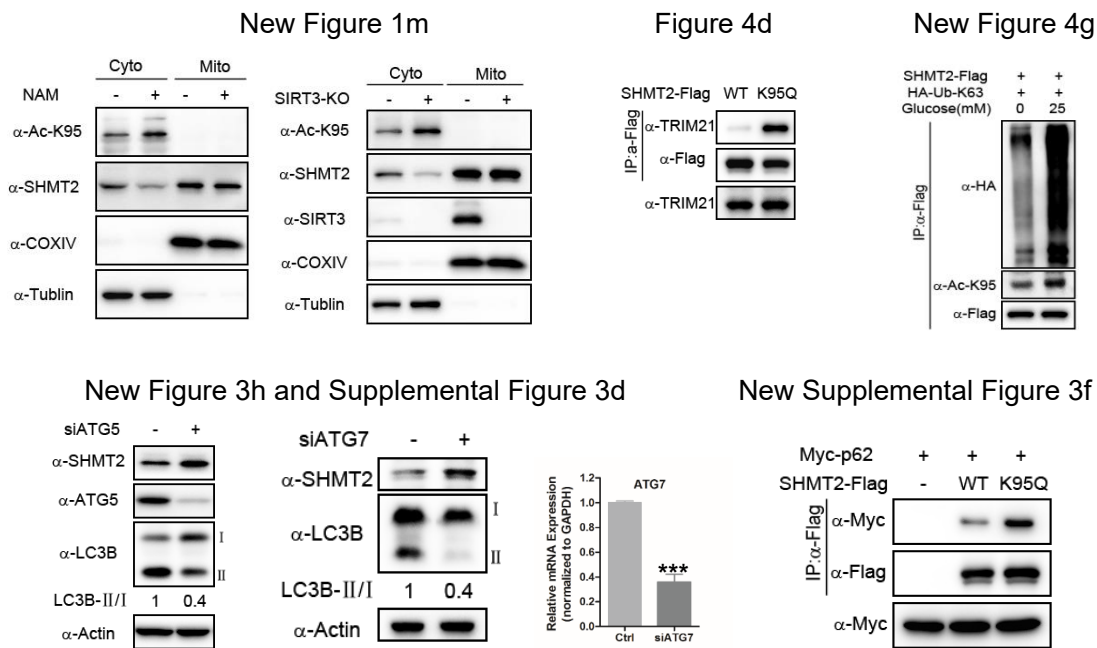 New Figure 1m
Cyto Mito
NAM - + - +
α-Ac-K95
α-SHMT2
α-COXIV
α-Tublin
Cyto Mito
SIRT3-KO - + - +
α-Ac-K95
α-SHMT2
α-SIRT3
α-COXIV
α-Tublin
Figure 4d
SHMT2-Flag WT K95Q
IP:a-Flag
α-TRIM21
α-Flag
α-TRIM21
New Figure 4g
SHMT2-Flag + +
HA-Ub-K63 + +
Glucose(mM) 0 25
IP:α-Flag
α-HA
α-Ac-K95
α-Flag
New Figure 3h and Supplemental Figure 3d
siATG5 - +
α-SHMT2
α-ATG5
α-LC3B
I
II
LC3B-II/I 1 0.4
α-Actin
siATG7 - +
α-SHMT2
α-LC3B
I
II
LC3B-II/I 1 0.4
α-Actin
Relative mRNA Expression
(normalized to GAPDH)
1.2
1.0
0.8
0.6
0.4
0.2
0.0
ATG7
***
Ctrl siATG7
New Supplemental Figure 3f
Myc-p62 + + +
SHMT2-Flag - WT K95Q
IP:α-Flag
α-Myc
α-Flag
α-Myc